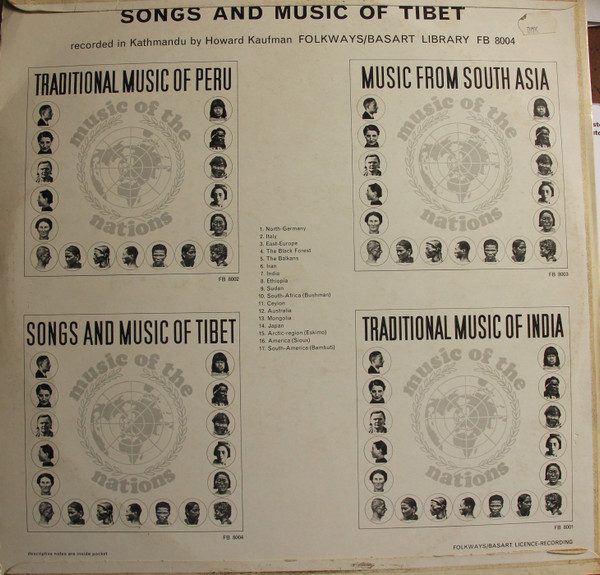 SONGS AND MUSIC OF TIBET
recorded in Kathmandu by Howard Kaufman FOLKWAYS/BASART LIBRARY FB 8004
TRADITIONAL MUSIC OF PERU
music of the
nations
FB 8002
MUSIC FROM SOUTH ASIA
music of the
nations
FB 8003
1. North-Germany
2. Italy
3. East-Europe
4. The Black Forest
5. The Balkans
6. Iran
7. India
8. Ethiopia
9. Sudan
10. South-Africa (Bushman)
11. Ceylon
12. Australia
13. Mongolia
14. Japan
15. Arctic-region (Eskimo)
16. America (Sioux)
17. South-America (Bambuti)
SONGS AND MUSIC OF TIBET
music of the
nations
FB 8004
TRADITIONAL MUSIC OF INDIA
music of the
nations
FB 8001
descriptive notes are inside pocket
FOLKWAYS/BASART LICENCE-RECORDING